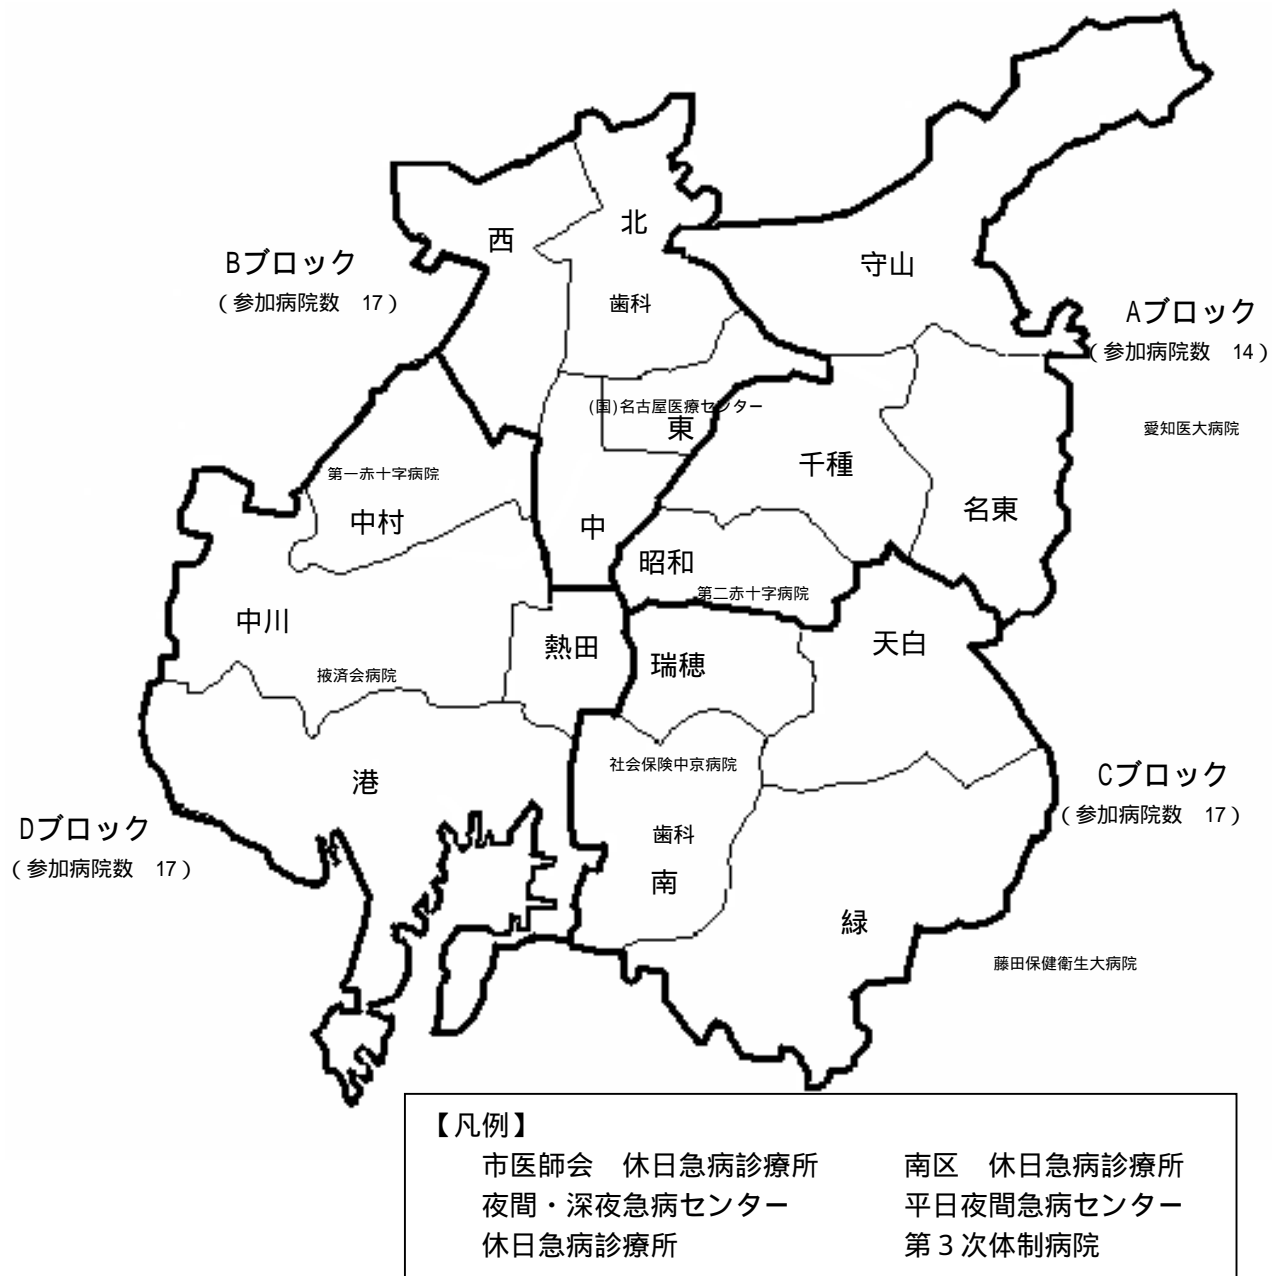 北
西
守山
Bブロック
（参加病院数　17）
歯科
Aブロック
（参加病院数　14）
(国)名古屋医療センター
東
愛知医大病院
千種
第一赤十字病院
名東
中村
中
昭和
第二赤十字病院
中川
熱田
天白
瑞穂
掖済会病院
社会保険中京病院
港
Cブロック
（参加病院数　17）
Dブロック
（参加病院数　17）
歯科
南
緑
藤田保健衛生大病院
【凡例】
市医師会　休日急病診療所　南区　休日急病診療所
夜間・深夜急病センター　平日夜間急病センター
休日急病診療所　第３次体制病院